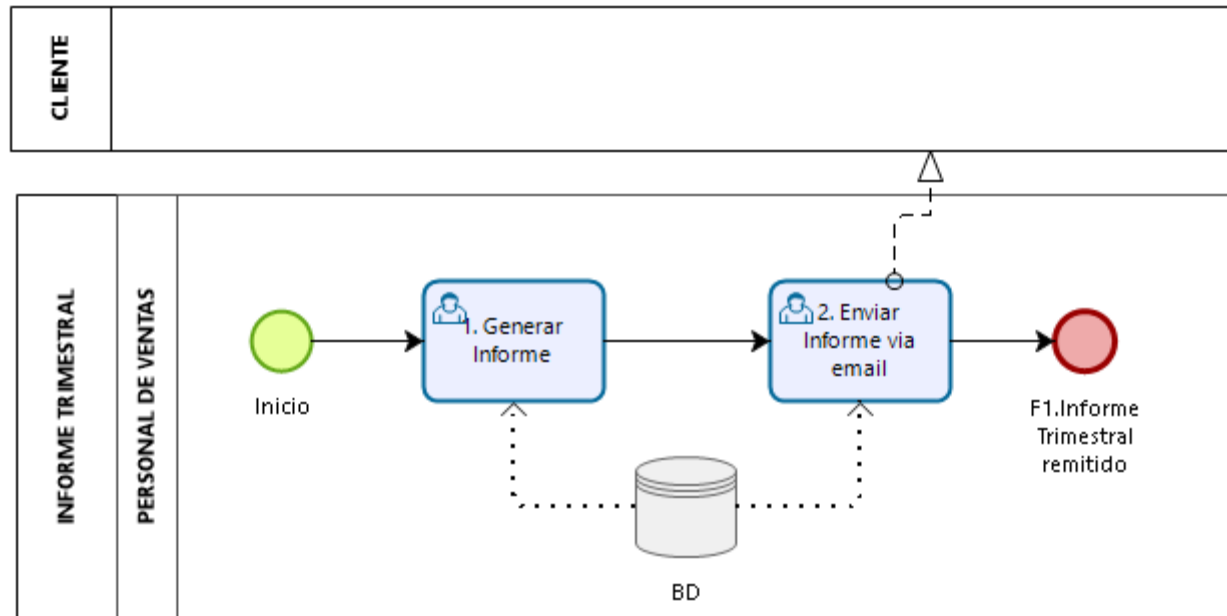 CLIENTE
INFORME TRIMESTRAL
PERSONAL DE VENTAS
Inicio
1. Generar
Informe
2. Enviar
Informe via
email
F1.Informe
Trimestral
remitido
BD